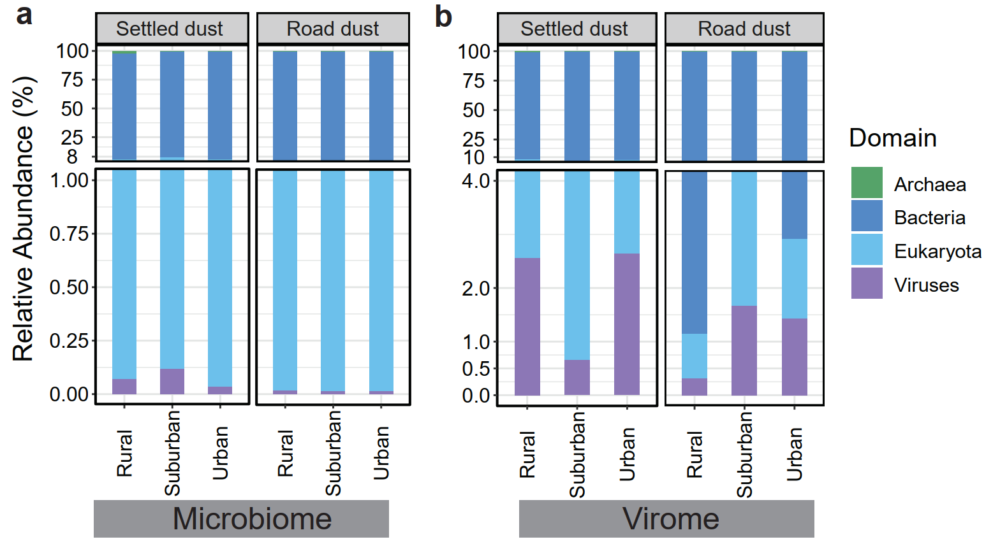 a
Settled dust
Road dust
b
Settled dust
Road dust
Relative Abundance (%)
100
75
50
25
8
1.00
0.75
0.50
0.25
0.00
100
75
50
25
10
4.0
2.0
1.0
0.5
0.0
Rural
Suburban
Urban
Rural
Suburban
Urban
Rural
Suburban
Urban
Rural
Suburban
Urban
Microbiome
Virome
Domain
Archaea
Bacteria
Eukaryota
Viruses